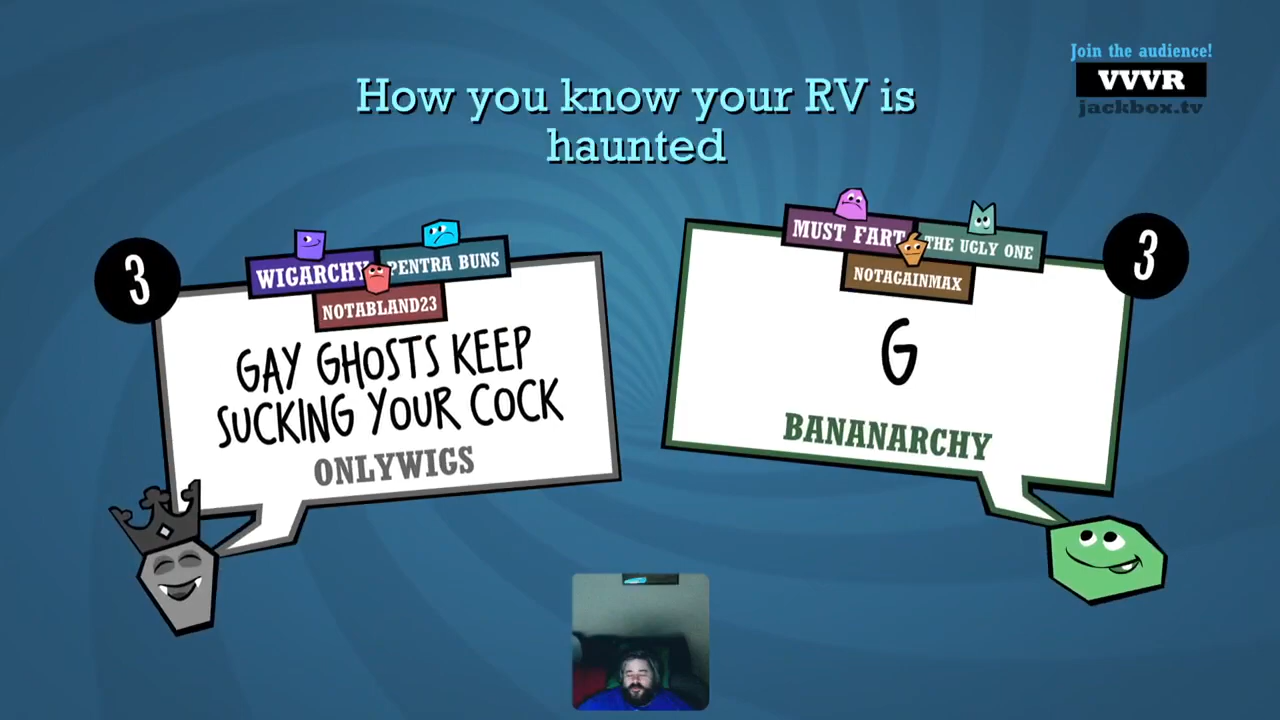 Join the audience!
VVVR
jackbox.tv
How you know your RV is
haunted
3
WIGARCHY
PENTRA BUNS
NOTABLAND23
GAY GHOSTS KEEP
SUCKING YOUR COCK
ONLYWIGS
MUST FART
THE UGLY ONE
NOTAGAINMAX
3
G
BANANARCHY